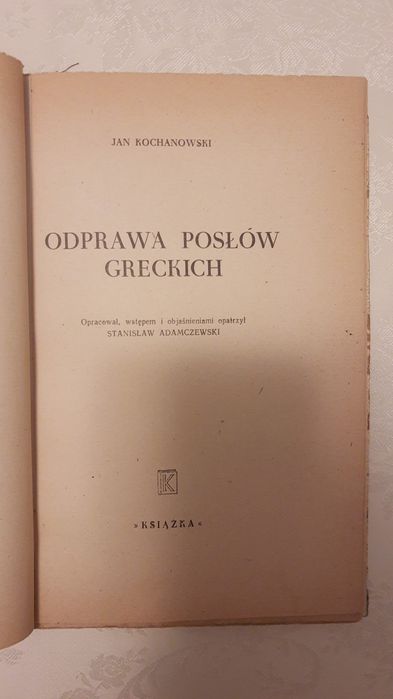 JAN KOCHANOWSKI
ODPRAWA POSŁÓW
GRECKICH
Opracował, wstępem i objaśnieniami opatrzył
STANISŁAW ADAMCZEWSKI
K
»KSIĄŻKA«